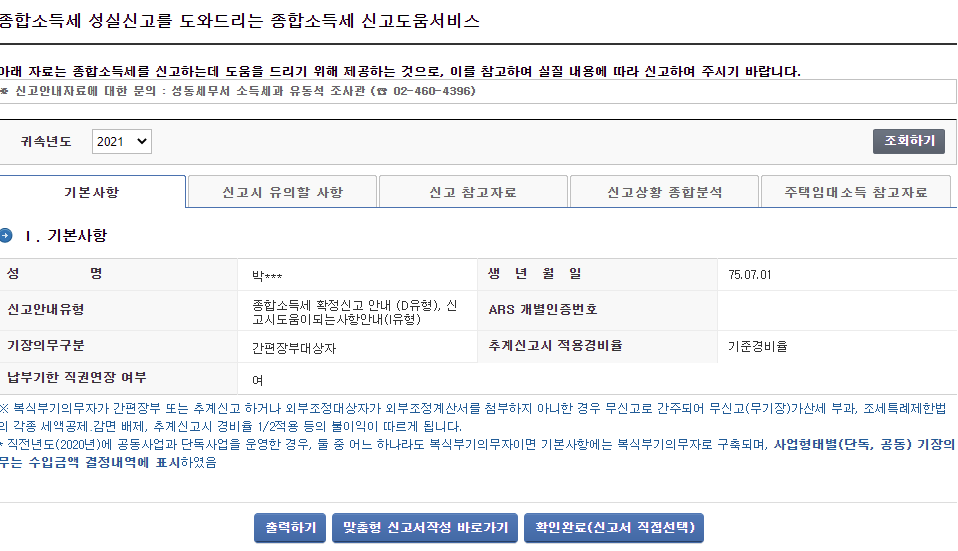 종합소득세 성실신고를 도와드리는 종합소득세 신고도움서비스
아래 자료는 종합소득세를 신고하는데 도움을 드리기 위해 제공하는 것으로, 이를 참고하여 실질 내용에 따라 신고하여 주시기 바랍니다.
※ 신고안내자료에 대한 문의 : 성동세무서 소득세과 유동석 조사관 (☎ 02-460-4396)
귀속년도 2021 조회하기
기본사항 신고시 유의할 사항 신고 참고자료 신고상황 종합분석 주택임대소득 참고자료
Ⅰ. 기본사항
성 명 박*** 생 년 월 일 75.07.01
신고안내유형 종합소득세 확정신고 안내 (D유형), 신
고시도움이되는사항안내(I유형) ARS 개별인증번호
기장의무구분 간편장부대상자 추계신고시 적용경비율 기준경비율
납부기한 직권연장 여부 여
※ 복식부기의무자가 간편장부 또는 추계신고 하거나 외부조정대상자가 외부조정계산서를 첨부하지 아니한 경우 무신고로 간주되어 무신고(무기장)가산세 부과, 조세특례제한법
의 각종 세액공제.감면 배제, 추계신고시 경비율 1/2적용 등의 불이익이 따르게 됩니다.
* 직전년도(2020년)에 공동사업과 단독사업을 운영한 경우, 둘 중 어느 하나라도 복식부기의무자이면 기본사항에는 복식부기의무자로 구축되며, 사업형태별(단독, 공동) 기장의
무는 수입금액 결정내역에 표시하였음
출력하기 맞춤형 신고서작성 바로가기 확인완료(신고서 직접선택)